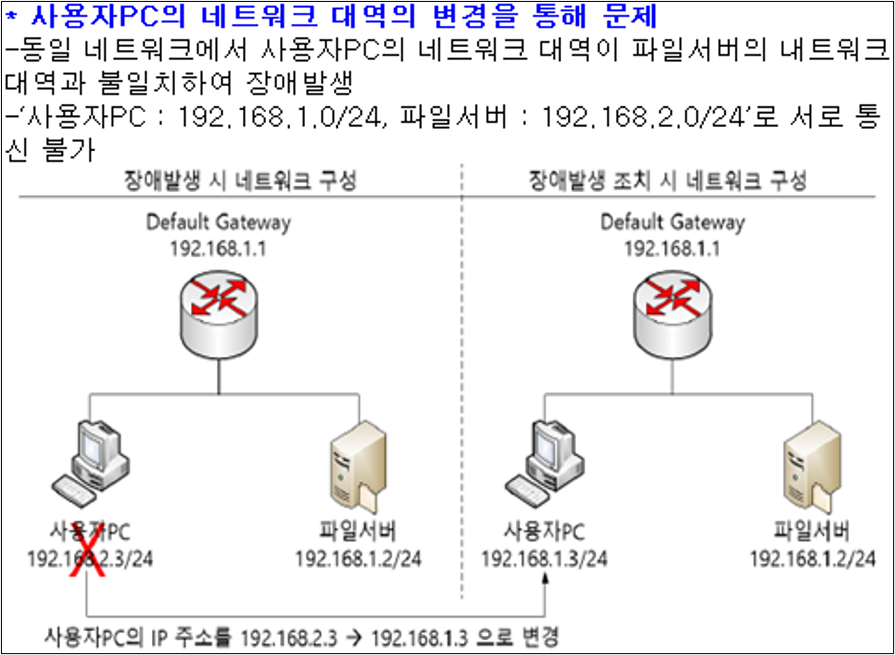 * 사용자PC의 네트워크 대역의 변경을 통해 문제
-동일 네트워크에서 사용자PC의 네트워크 대역이 파일서버의 내트워크
대역과 불일치하여 장애발생
-‘사용자PC : 192.168.1.0/24, 파일서버 : 192.168.2.0/24’로 서로 통
신 불가
장애발생 시 네트워크 구성
장애발생 조치 시 네트워크 구성
Default Gateway
192.168.1.1
Default Gateway
192.168.1.1
사용자PC
192.168.2.3/24
파일서버
192.168.1.2/24
사용자PC
192.168.1.3/24
파일서버
192.168.1.2/24
사용자PC의 IP 주소를 192.168.2.3 → 192.168.1.3 으로 변경